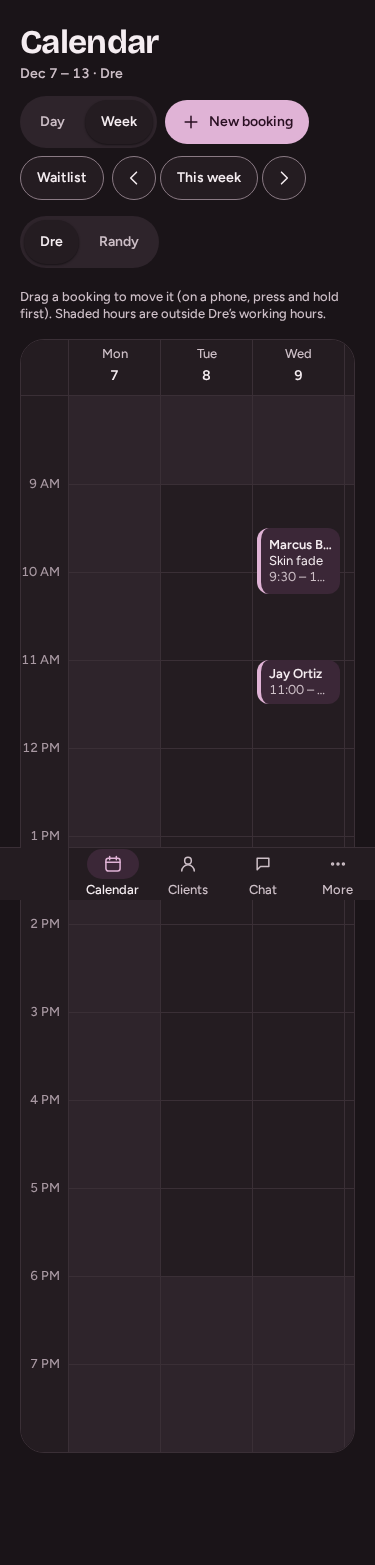 Calendar
Dec 7 – 13 · Dre
Day
Week
New booking
Waitlist
This week
Dre
Randy
Drag a booking to move it (on a phone, press and hold
first). Shaded hours are outside Dre’s working hours.
Mon
7
Tue
8
Wed
9
9 AM
Marcus B…
Skin fade
9:30 – 1…
10 AM
11 AM
Jay Ortiz
11:00 – …
12 PM
1 PM
Calendar
Clients
Chat
More
2 PM
3 PM
4 PM
5 PM
6 PM
7 PM